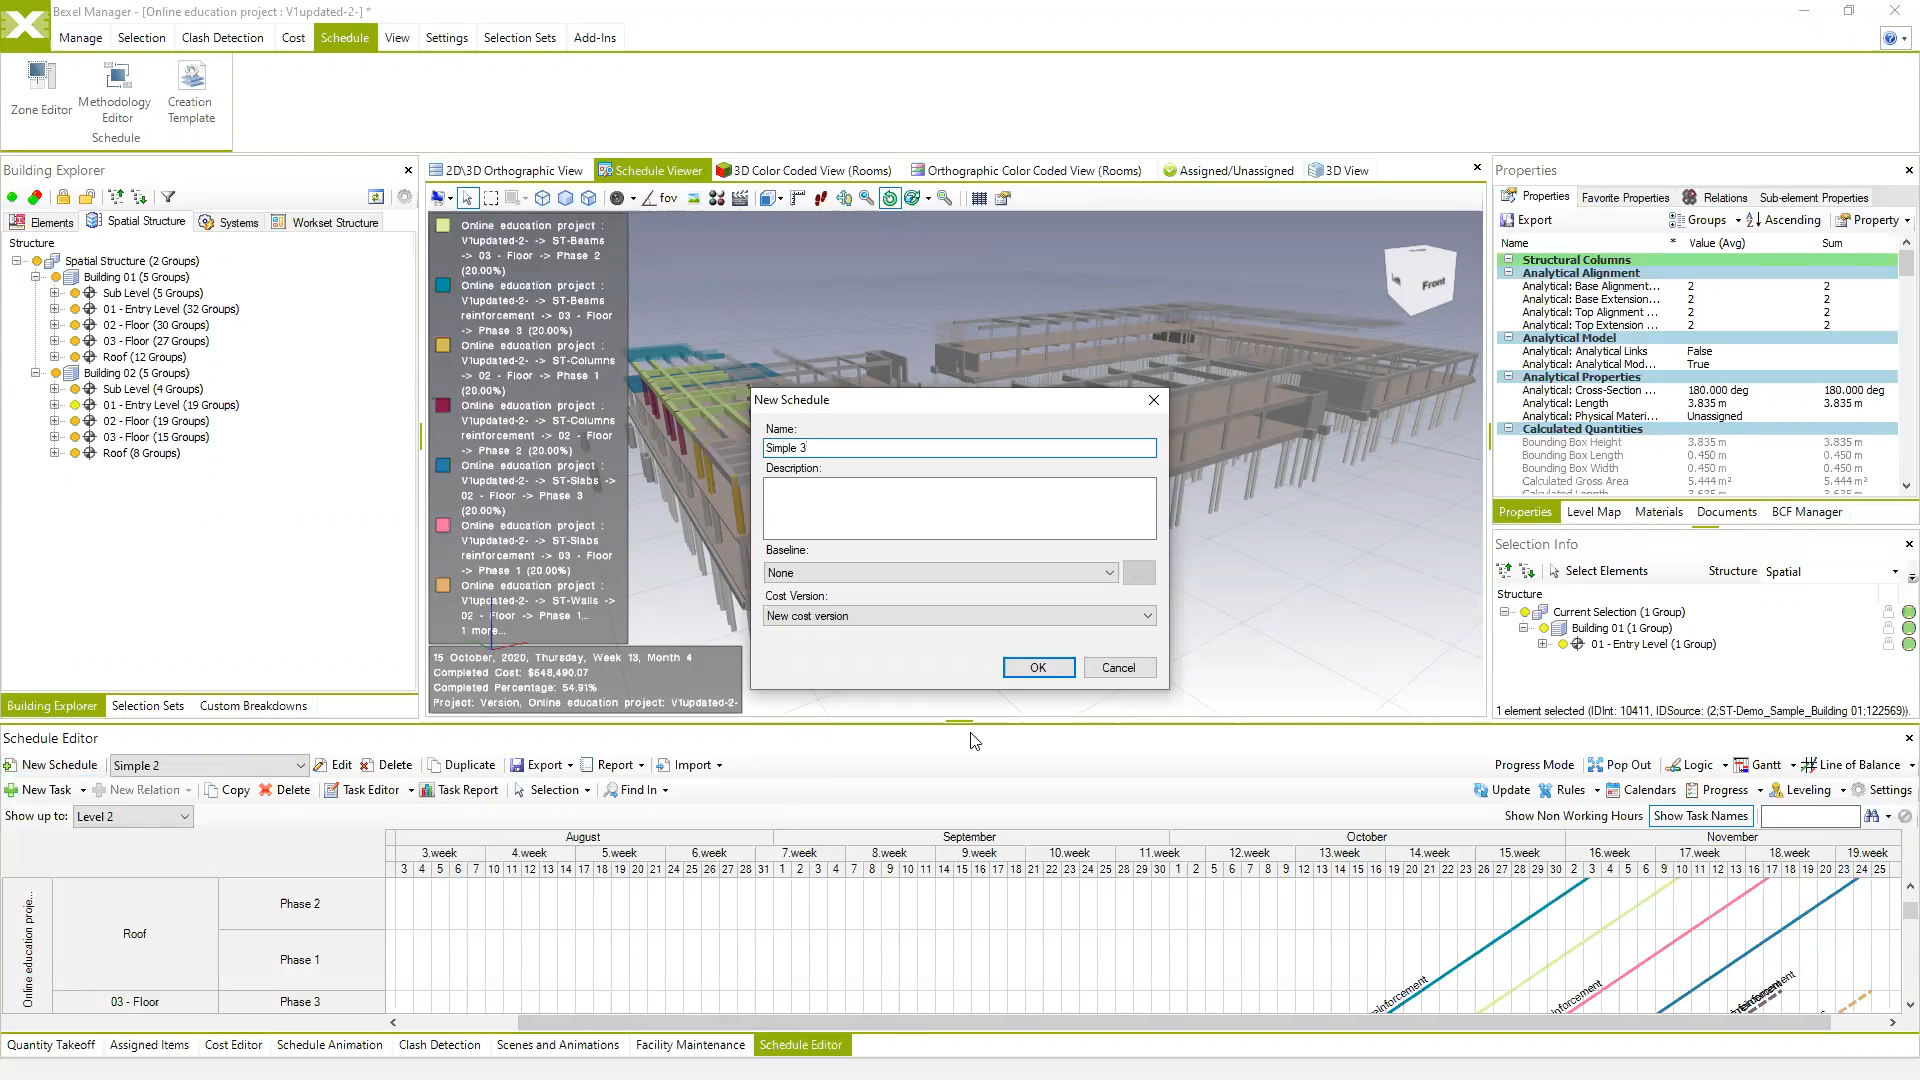 Bexel Manager - [Online education project : V1updated-2-] *
Manage
Selection
Clash Detection
Cost
Schedule
View
Settings
Selection Sets
Add-Ins
Zone Editor
Methodology
Editor
Creation
Template
Schedule
Building Explorer
Elements
Spatial Structure
Systems
Workset Structure
Structure
Spatial Structure (2 Groups)
Building 01 (5 Groups)
Sub Level (5 Groups)
01 - Entry Level (32 Groups)
02 - Floor (30 Groups)
03 - Floor (27 Groups)
Roof (12 Groups)
Building 02 (5 Groups)
Sub Level (4 Groups)
01 - Entry Level (19 Groups)
02 - Floor (19 Groups)
03 - Floor (15 Groups)
Roof (8 Groups)
Building Explorer
Selection Sets
Custom Breakdowns
2D\3D Orthographic View
Schedule Viewer
3D Color Coded View (Rooms)
Orthographic Color Coded View (Rooms)
Assigned/Unassigned
3D View
fov
Online education project :
V1updated-2- -> ST-Beams
-> 03 - Floor -> Phase 2
(20.00%)
Online education project :
V1updated-2- -> ST-Beams
reinforcement -> 03 - Floor
-> Phase 3 (20.00%)
Online education project :
V1updated-2- -> ST-Columns
-> 02 - Floor -> Phase 1
(20.00%)
Online education project :
V1updated-2- -> ST-Columns
reinforcement -> 02 - Floor
-> Phase 2 (20.00%)
Online education project :
V1updated-2- -> ST-Slabs ->
02 - Floor -> Phase 3
(20.00%)
Online education project :
V1updated-2- -> ST-Slabs
reinforcement -> 03 - Floor
-> Phase 1 (20.00%)
Online education project :
V1updated-2- -> ST-Walls ->
02 - Floor -> Phase 1...
1 more...
15 October, 2020, Thursday, Week 13, Month 4
Completed Cost: $648,490.07
Completed Percentage: 54.91%
Project: Version, Online education project: V1updated-2-
Front
New Schedule
Name:
Simple 3
Description:
Baseline:
None
...
Cost Version:
New cost version
OK
Cancel
Properties
Properties
Favorite Properties
Relations
Sub-element Properties
Export
Groups
Ascending
Property
Name * Value (Avg) Sum
Structural Columns
Analytical Alignment
Analytical: Base Alignment... 2 2
Analytical: Base Extension... 2 2
Analytical: Top Alignment 2 2
Analytical: Top Extension ... 2 2
Analytical Model
Analytical: Analytical Links False
Analytical: Analytical Mod... True
Analytical Properties
Analytical: Cross-Section ... 180.000 deg 180.000 deg
Analytical: Length 3.835 m 3.835 m
Analytical: Physical Materi... Unassigned
Calculated Quantities
Bounding Box Height 3.835 m 3.835 m
Bounding Box Length 0.450 m 0.450 m
Bounding Box Width 0.450 m 0.450 m
Calculated Gross Area 5.444 m² 5.444 m²
Properties
Level Map
Materials
Documents
BCF Manager
Selection Info
Select Elements
Structure
Spatial
Structure
Current Selection (1 Group)
Building 01 (1 Group)
01 - Entry Level (1 Group)
1 element selected (IDInt: 10411, IDSource: (2;ST-Demo_Sample_Building 01;122569)).
Schedule Editor
New Schedule
Simple 2
Edit
Delete
Duplicate
Export
Report
Import
Progress Mode
Pop Out
Logic
Gantt
Line of Balance
New Task
New Relation
Copy
Delete
Task Editor
Task Report
Selection
Find In
Update
Rules
Calendars
Progress
Leveling
Settings
Show up to:
Level 2
Show Non Working Hours
Show Task Names
August September October November
3.week 4.week 5.week 6.week 7.week 8.week 9.week 10.week 11.week 12.week 13.week 14.week 15.week 16.week 17.week 18.week 19.week
3 4 5 6 7 10 11 12 13 14 17 18 19 20 21 24 25 26 27 28 31 1 2 3 4 7 8 9 10 11 14 15 16 17 18 21 22 23 24 25 28 29 30 1 2 5 6 7 8 9 12 13 14 15 16 19 20 21 22 23 26 27 28 29 30 2 3 4 5 6 9 10 11 12 13 16 17 18 19 20 23 24 25
Online education proje...
Roof
Phase 2
Phase 1
03 - Floor
Phase 3
einforcement
inforcement
Quantity Takeoff
Assigned Items
Cost Editor
Schedule Animation
Clash Detection
Scenes and Animations
Facility Maintenance
Schedule Editor